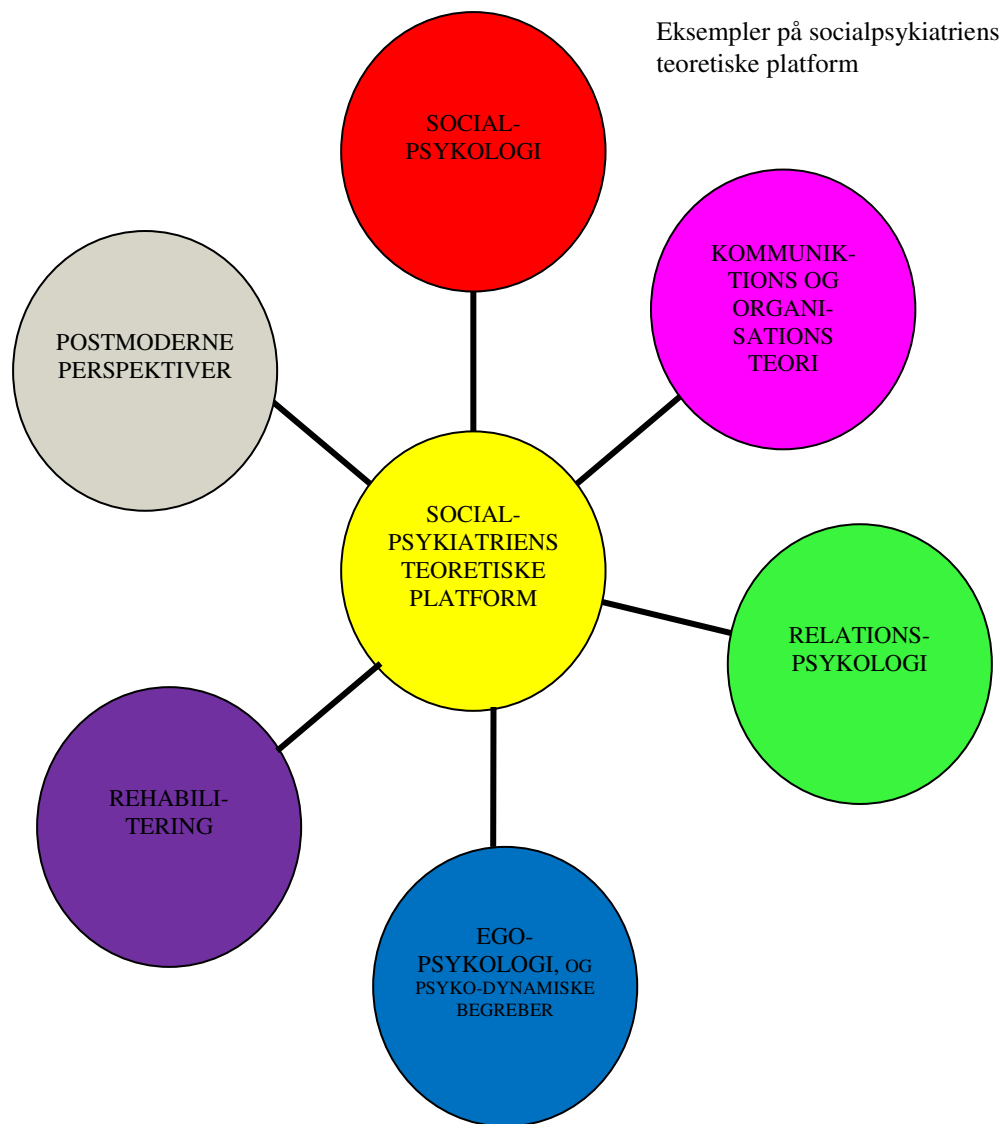 Eksempler på socialpsykiatriens
teoretiske platform
SOCIAL-
PSYKOLOGI
KOMMUNIK-
TIONS OG
ORGANI-
SATIONS
TEORI
POSTMODERNE
PERSPEKTIVER
SOCIAL-
PSYKIATRIENS
TEORETISKE
PLATFORM
RELATIONS-
PSYKOLOGI
REHABILI-
TERING
EGO-
PSYKOLOGI, OG
PSYKO-DYNAMISKE
BEGREBER